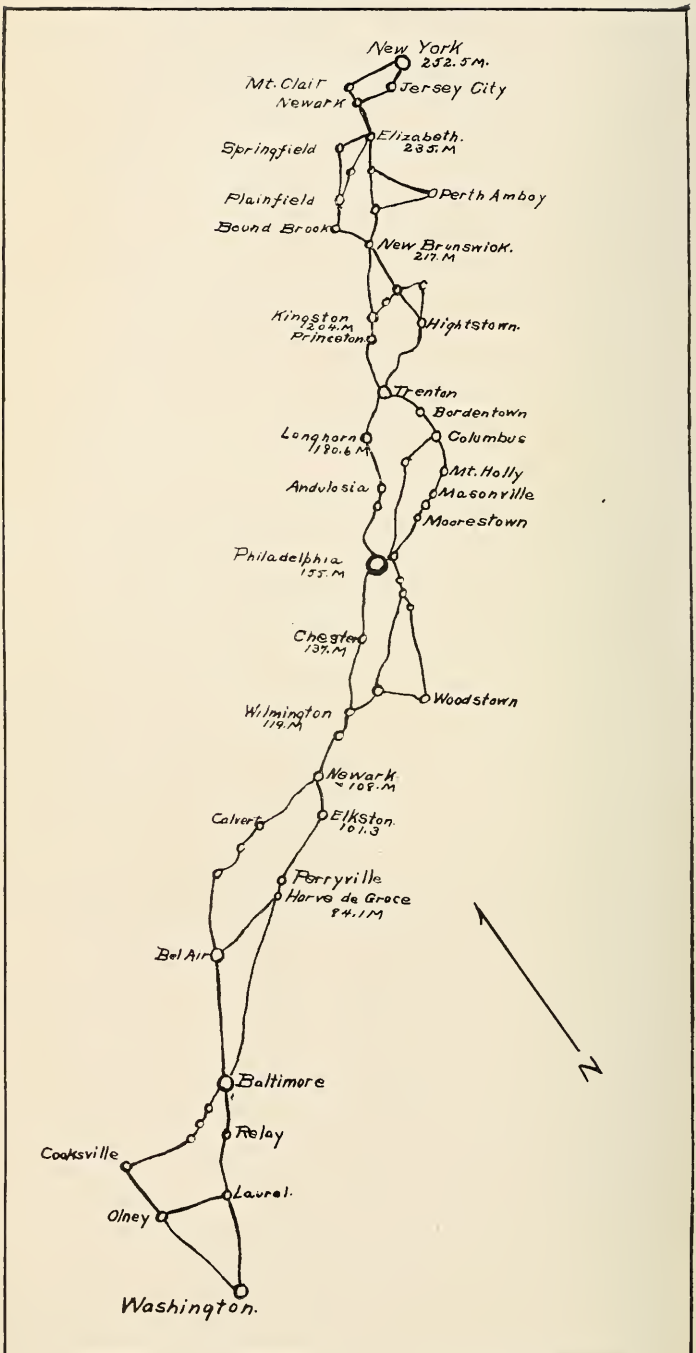 New York
252.5M.
Mt. Clair
Jersey City
Newark
Elizabeth.
235.M
Springfield
Plainfield
Perth Amboy
Bound Brook
New Brunswick.
217.M
Kingston
1204.M
Hightstown.
Princeton.
Trenton
Bordentown
Longhorn
180.6 M
Columbus
Mt. Holly
Andulosia
Masonville
Moorestown
Philadelphia
155.M
Chester
137.M
Woodstown
Wilmington
119.M
Newark
108.M
Calvert
Elkston.
101.3
Perryville
Harve de Grace
84.1M
Bel Air
N
Baltimore
Relay
Cooksville
Laurel.
Olney
Washington.